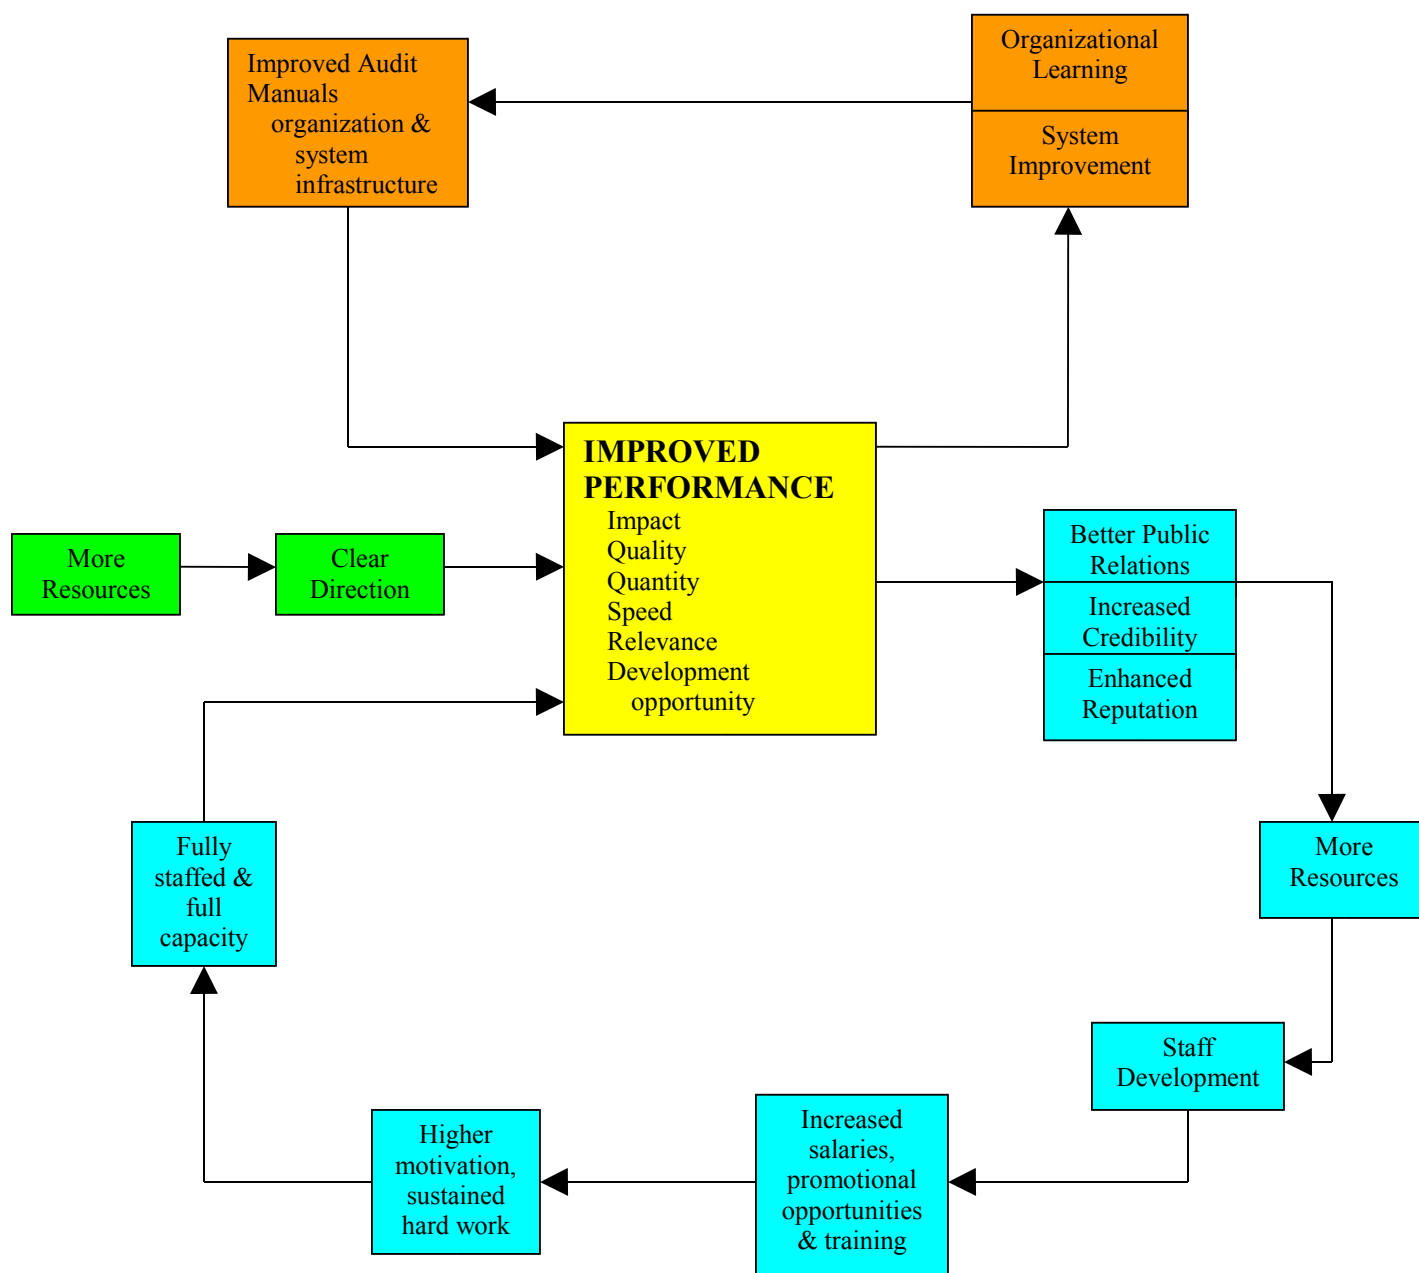 Improved Audit
Manuals
organization &
system
infrastructure
Organizational
Learning
System
Improvement
IMPROVED
PERFORMANCE
Impact
Quality
Quantity
Speed
Relevance
Development
opportunity
More
Resources
Clear
Direction
Better Public
Relations
Increased
Credibility
Enhanced
Reputation
Fully
staffed &
full
capacity
More
Resources
Staff
Development
Increased
salaries,
promotional
opportunities
& training
Higher
motivation,
sustained
hard work